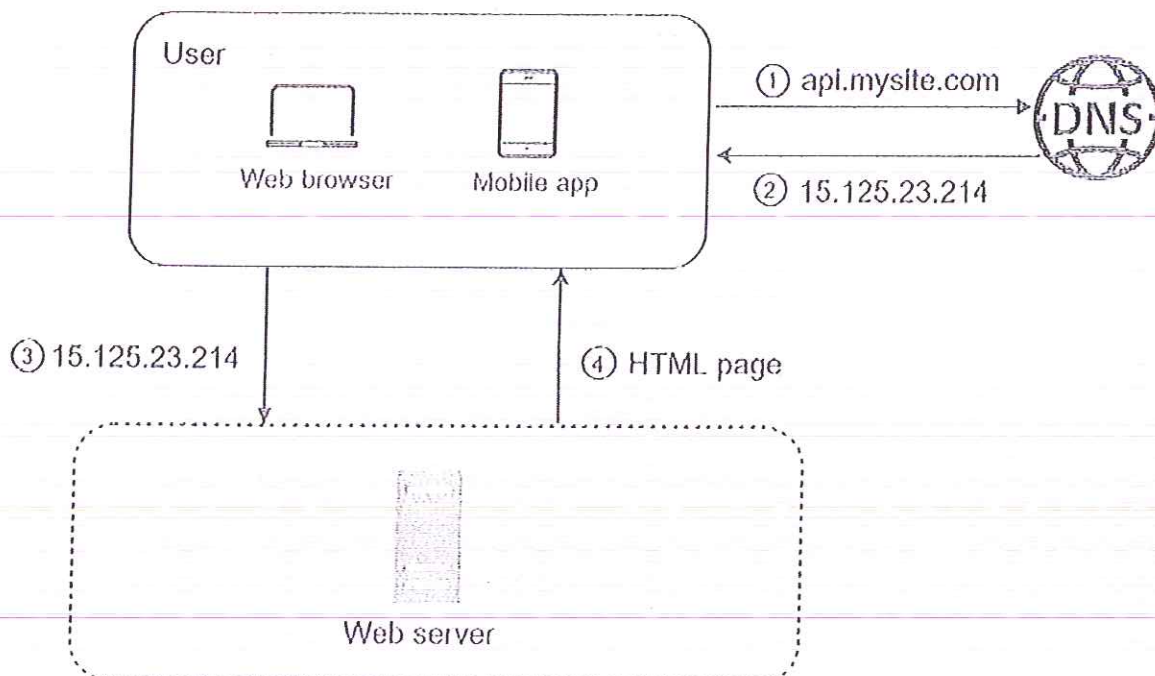 User
① api.mysite.com
DNS
Web browser
Mobile app
② 15.125.23.214
③ 15.125.23.214
④ HTML page
Web server